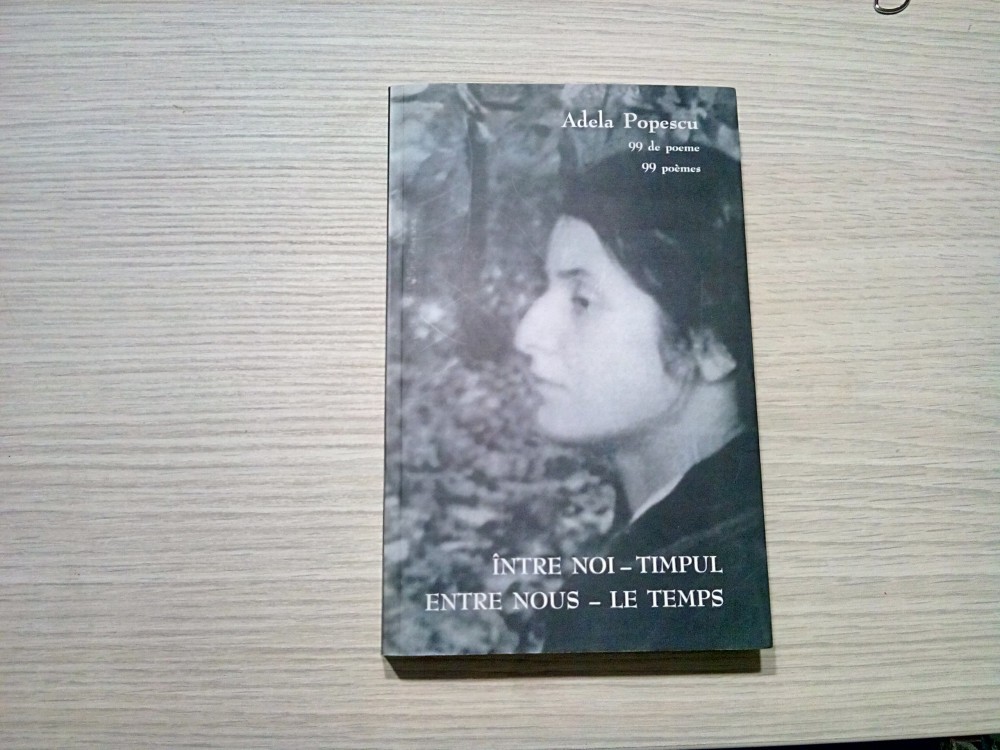 Adela Popescu
99 de poeme
99 poèmes
ÎNTRE NOI – TIMPUL
ENTRE NOUS – LE TEMPS